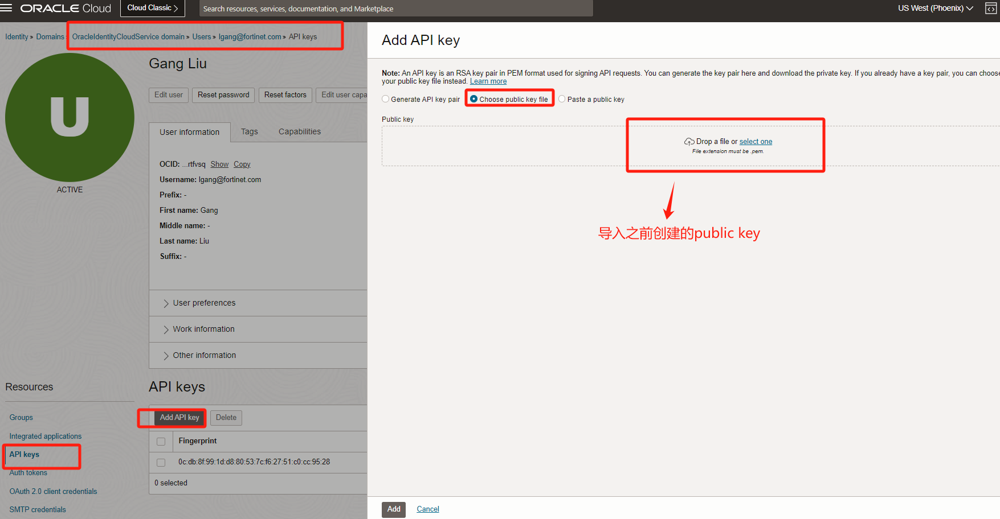 ORACLE Cloud
Cloud Classic
Search resources, services, documentation, and Marketplace
US West (Phoenix)
Identity » Domains » OracleIdentityCloudService domain » Users » lgang@fortinet.com » API keys
U
ACTIVE
Gang Liu
Edit user
Reset password
Reset factors
Edit user capa
User information
Tags
Capabilities
OCID: ...rtfvsq Show Copy
Username: lgang@fortinet.com
Prefix: -
First name: Gang
Middle name: -
Last name: Liu
Suffix: -
User preferences
Work information
Other information
Resources
Groups
Integrated applications
API keys
Auth tokens
OAuth 2.0 client credentials
SMTP credentials
API keys
Add API key
Delete
Fingerprint
0c:db:8f:99:1d:d8:80:53:7c:f6:27:51:c0:cc:95:28
0 selected
Add API key
Note: An API key is an RSA key pair in PEM format used for signing API requests. You can generate the key pair here and download the private key. If you already have a key pair, you can choose
your public key file instead. Learn more
Generate API key pair
Choose public key file
Paste a public key
Public key
Drop a file or select one
File extension must be .pem.
导入之前创建的public key
Add
Cancel